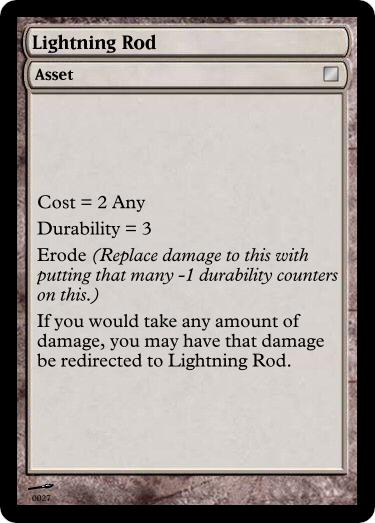 Lightning Rod
Asset
Cost = 2 Any
Durability = 3
Erode (Replace damage to this with
putting that many -1 durability counters
on this.)
If you would take any amount of
damage, you may have that damage
be redirected to Lightning Rod.
0027